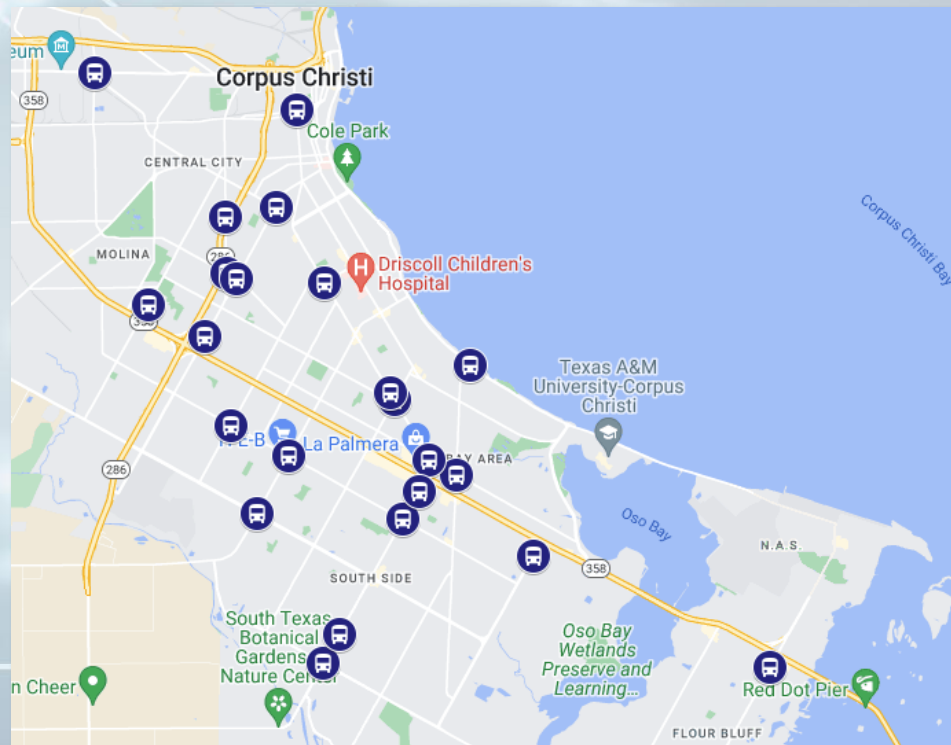 eum
358
Corpus Christi
Cole Park
CENTRAL CITY
Corpus Christi Bay
MOLINA
286
Driscoll Children's
Hospital
358
Texas A&M
University-Corpus
Christi
H-E-B
La Palmera
BAY AREA
286
Oso Bay
N.A.S.
358
SOUTH SIDE
South Texas
Botanical
Gardens
Nature Center
Oso Bay
Wetlands
Preserve and
Learning...
n Cheer
Red Dot Pier
FLOUR BLUFF